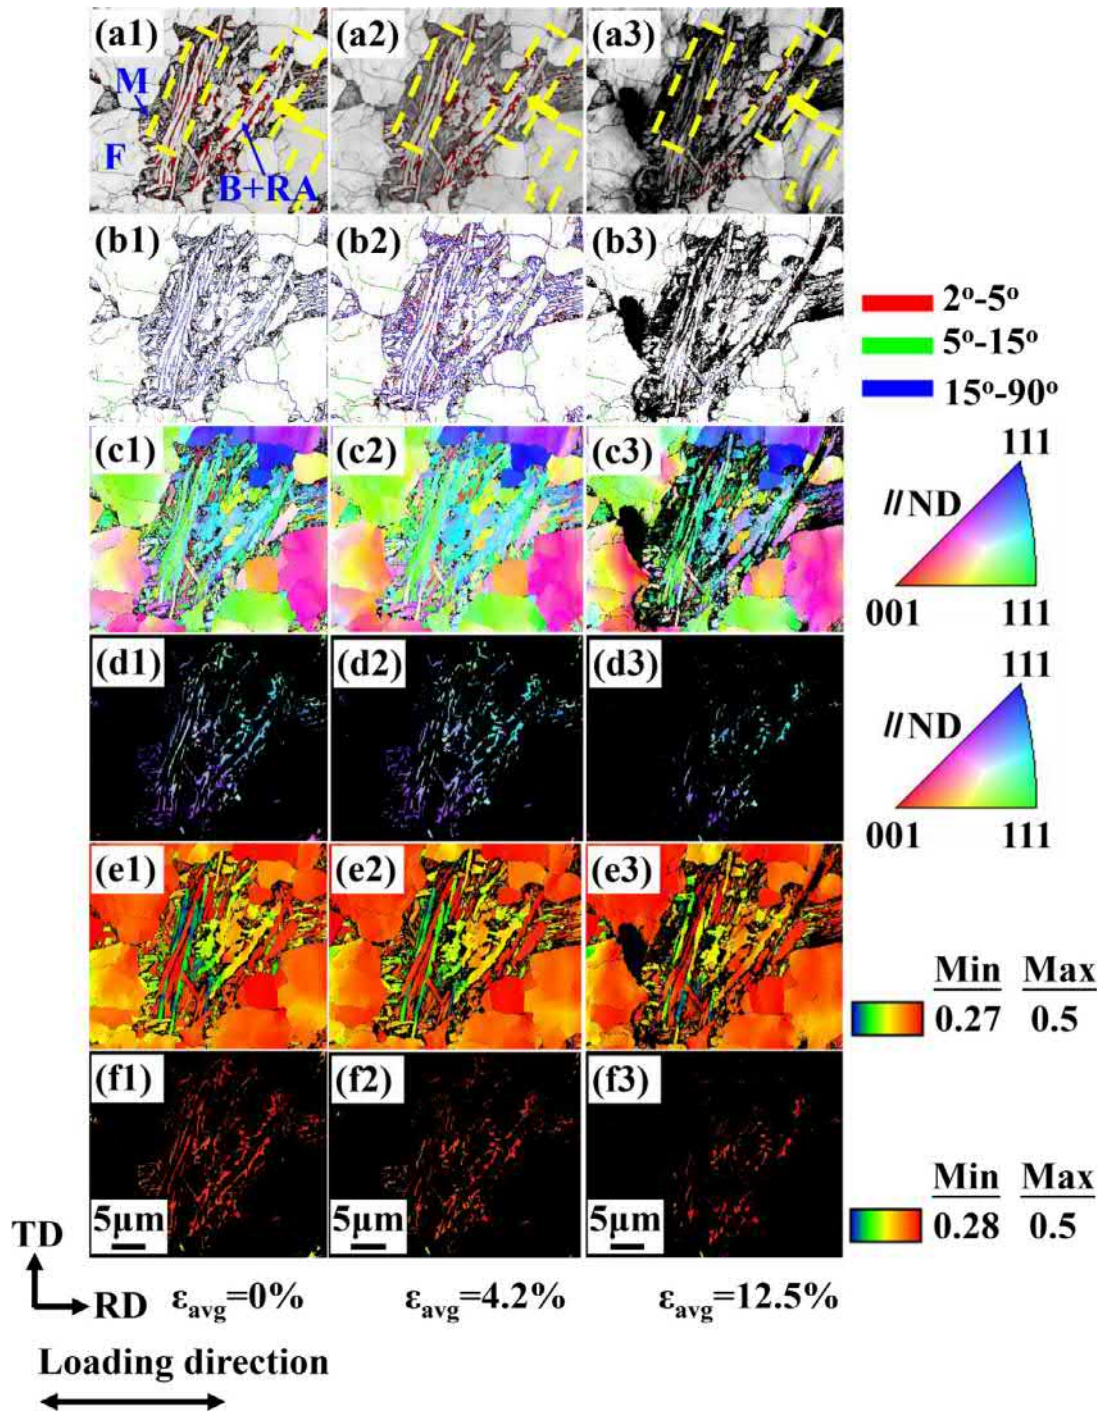 (a1) (a2) (a3)
M
F
B+RA
(b1) (b2) (b3)
2°-5°
5°-15°
15°-90°
(c1) (c2) (c3)
111
//ND
001 111
(d1) (d2) (d3)
111
//ND
001 111
(e1) (e2) (e3)
Min Max
0.27 0.5
(f1) (f2) (f3)
Min Max
0.28 0.5
5μm 5μm 5μm
TD
RD
εavg=0% εavg=4.2% εavg=12.5%
Loading direction